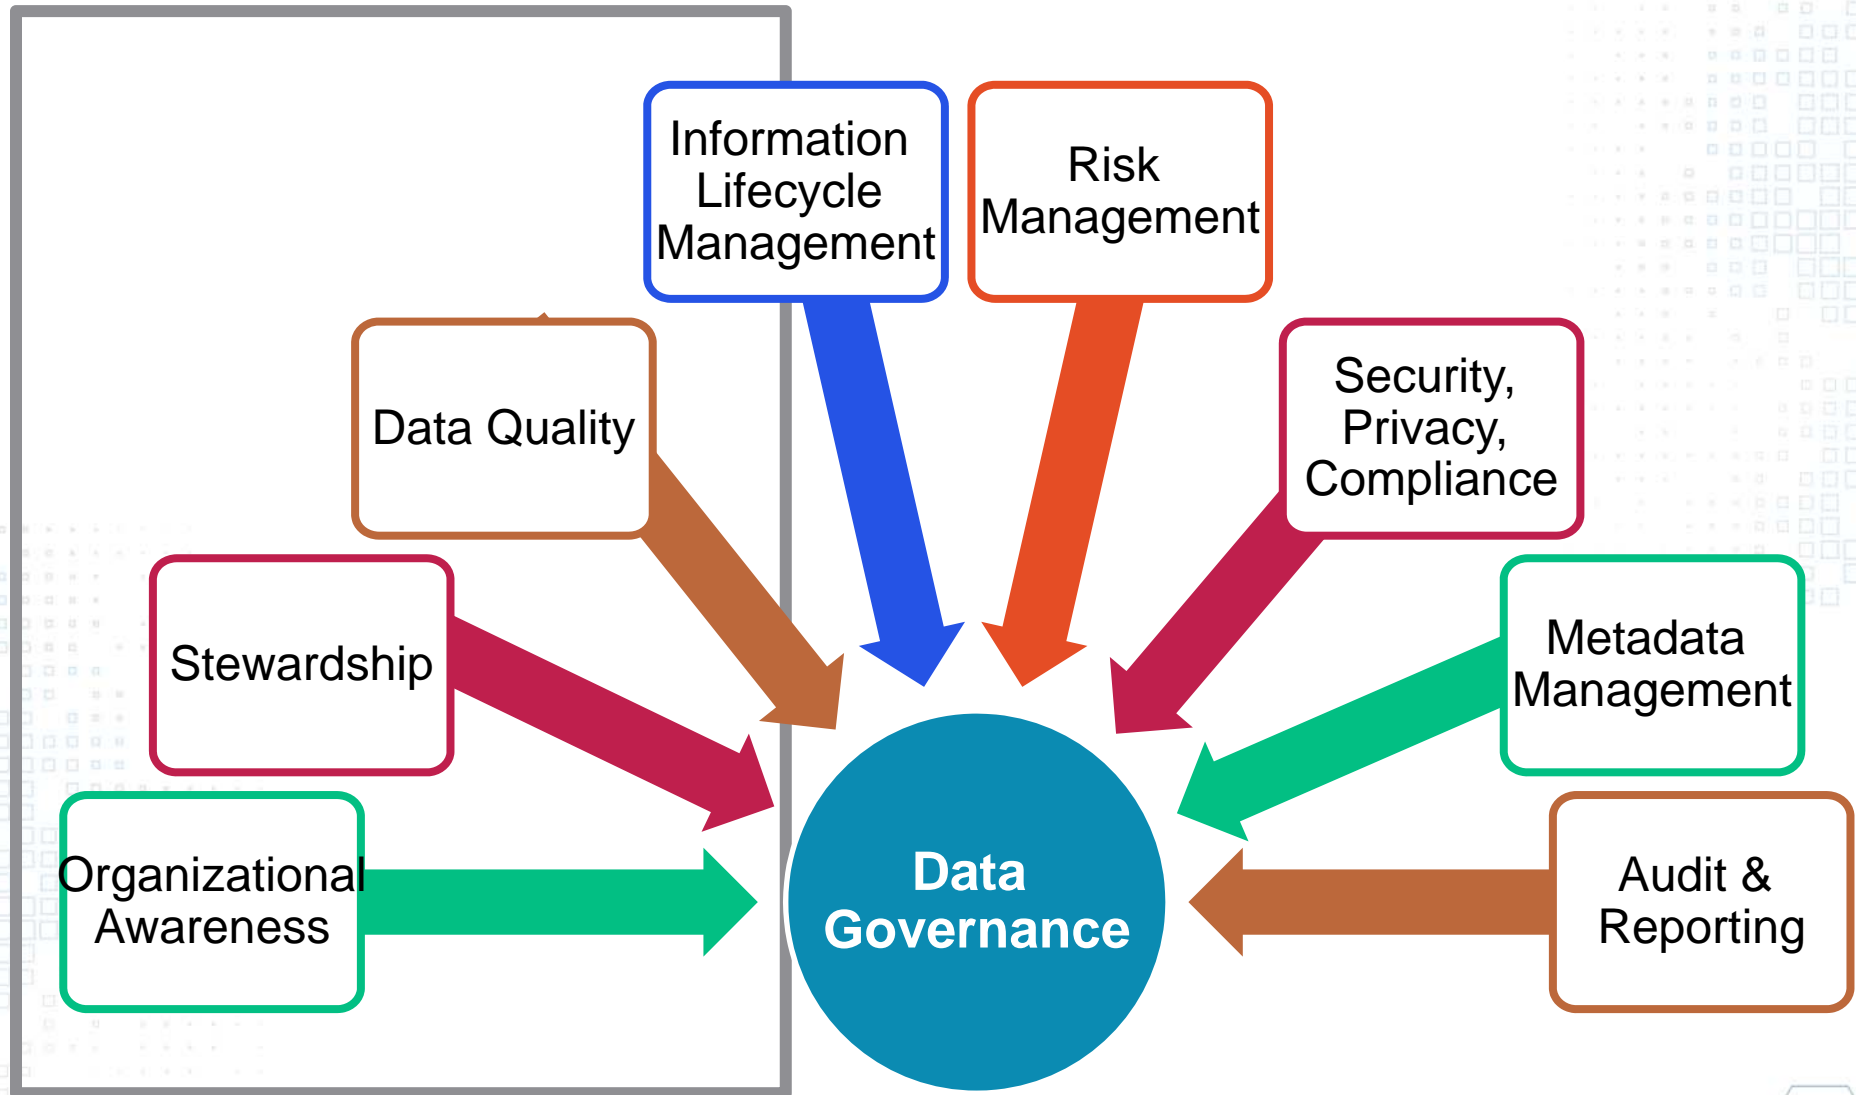 Information
Lifecycle
Management
Risk
Management
Data Quality
Security,
Privacy,
Compliance
Stewardship
Metadata
Management
Organizational
Awareness
Data
Governance
Audit &
Reporting